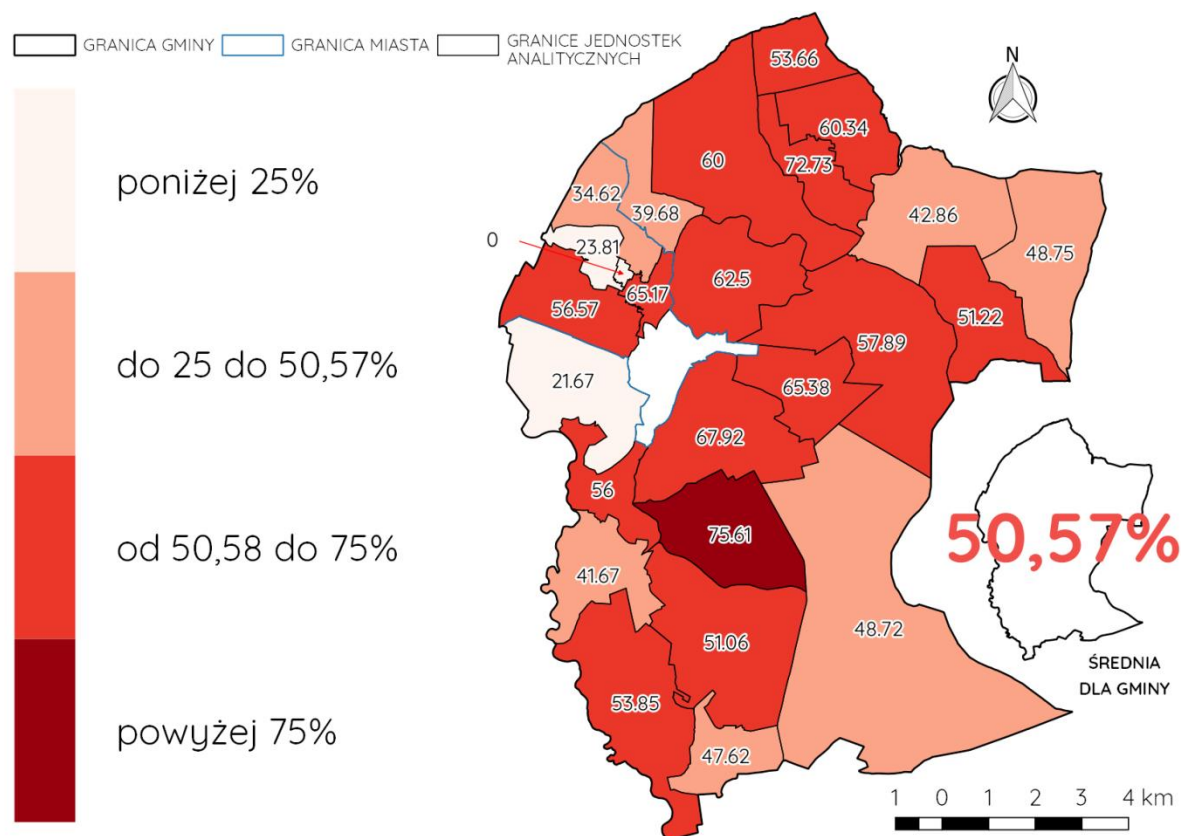 GRANICA GMINY
GRANICA MIASTA
GRANICE JEDNOSTEK
ANALITYCZNYCH
N
poniżej 25%
do 25 do 50,57%
od 50,58 do 75%
powyżej 75%
53.66
60.34
60
72.73
34.62
39.68
42.86
0
23.81
48.75
62.5
65.17
56.57
51.22
57.89
21.67
65.38
67.92
56
75.61
50,57%
41.67
48.72
51.06
ŚREDNIA
DLA GMINY
53.85
47.62
1 0 1 2 3 4 km